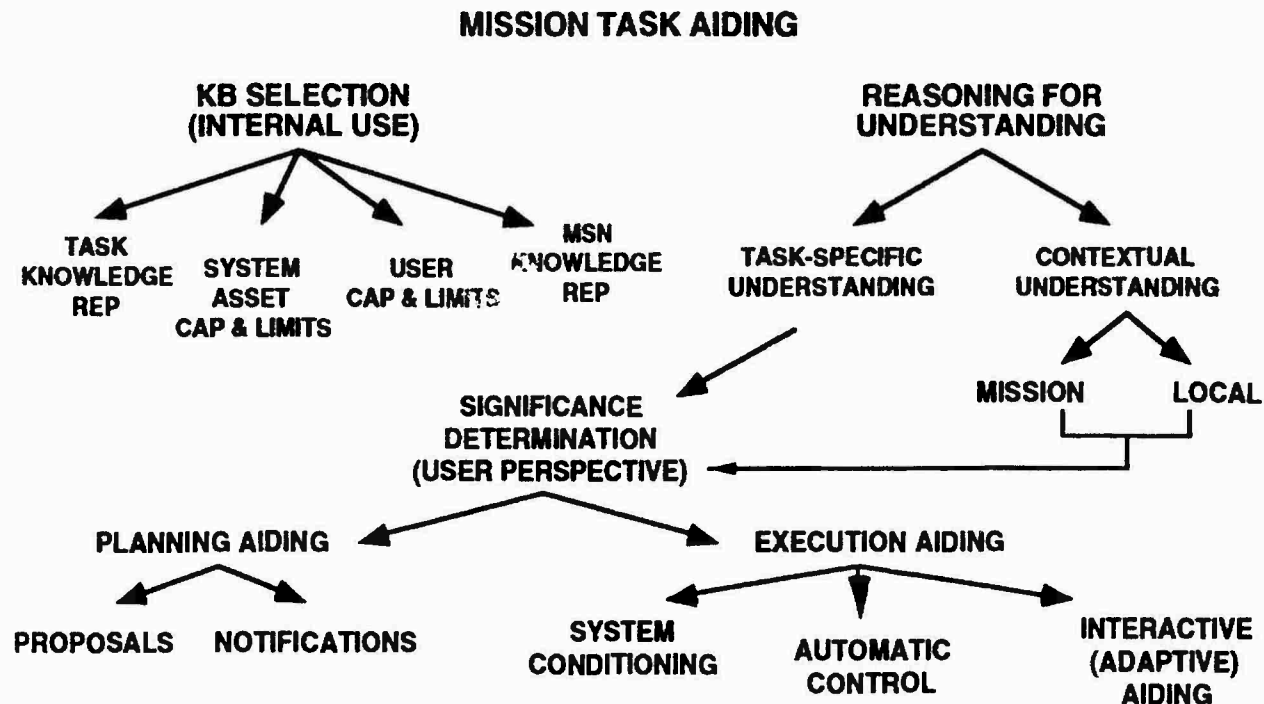 MISSION TASK AIDING
KB SELECTION
(INTERNAL USE)
REASONING FOR
UNDERSTANDING
TASK
KNOWLEDGE
REP
SYSTEM
ASSET
CAP & LIMITS
USER
CAP & LIMITS
MSN
KNOWLEDGE
REP
TASK-SPECIFIC
UNDERSTANDING
CONTEXTUAL
UNDERSTANDING
MISSION
LOCAL
SIGNIFICANCE
DETERMINATION
(USER PERSPECTIVE)
PLANNING AIDING
EXECUTION AIDING
PROPOSALS
NOTIFICATIONS
SYSTEM
CONDITIONING
AUTOMATIC
CONTROL
INTERACTIVE
(ADAPTIVE)
AIDING